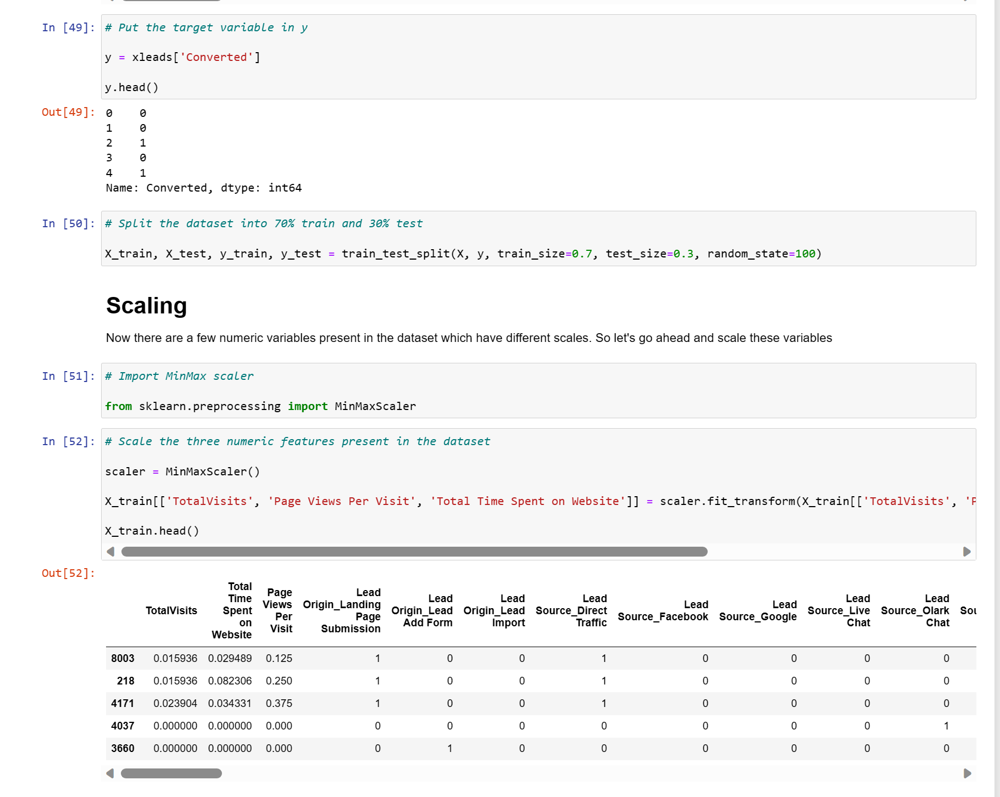 In [49]: # Put the target variable in y
y = xleads['Converted']
y.head()
Out[49]: 0 0
1 0
2 1
3 0
4 1
Name: Converted, dtype: int64
In [50]: # Split the dataset into 70% train and 30% test
X_train, X_test, y_train, y_test = train_test_split(X, y, train_size=0.7, test_size=0.3, random_state=100)
Scaling
Now there are a few numeric variables present in the dataset which have different scales. So let's go ahead and scale these variables
In [51]: # Import MinMax scaler
from sklearn.preprocessing import MinMaxScaler
In [52]: # Scale the three numeric features present in the dataset
scaler = MinMaxScaler()
X_train[['TotalVisits', 'Page Views Per Visit', 'Total Time Spent on Website']] = scaler.fit_transform(X_train[['TotalVisits', 'P
X_train.head()
Out[52]:
TotalVisits Total Time Spent on Website Page Views Per Visit Lead Origin_Landing Page Submission Lead Origin_Lead Add Form Lead Origin_Lead Import Lead Source_Direct Traffic Lead Source_Facebook Lead Source_Google Lead Source_Live Chat Lead Source_Olark Chat Sou
8003 0.015936 0.029489 0.125 1 0 0 1 0 0 0 0
218 0.015936 0.082306 0.250 1 0 0 1 0 0 0 0
4171 0.023904 0.034331 0.375 1 0 0 1 0 0 0 0
4037 0.000000 0.000000 0.000 0 0 0 0 0 0 0 1
3660 0.000000 0.000000 0.000 0 1 0 0 0 0 0 0